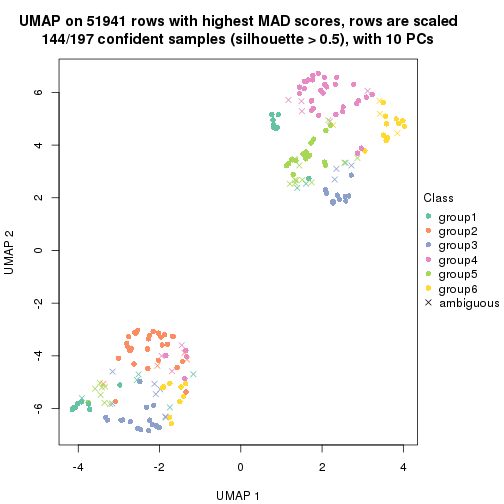 UMAP on 51941 rows with highest MAD scores, rows are scaled
144/197 confident samples (silhouette > 0.5), with 10 PCs
6
4
2
0
-2
-4
-6
UMAP 2
-4
-2
0
2
4
UMAP 1
Class
group1
group2
group3
group4
group5
group6
ambiguous